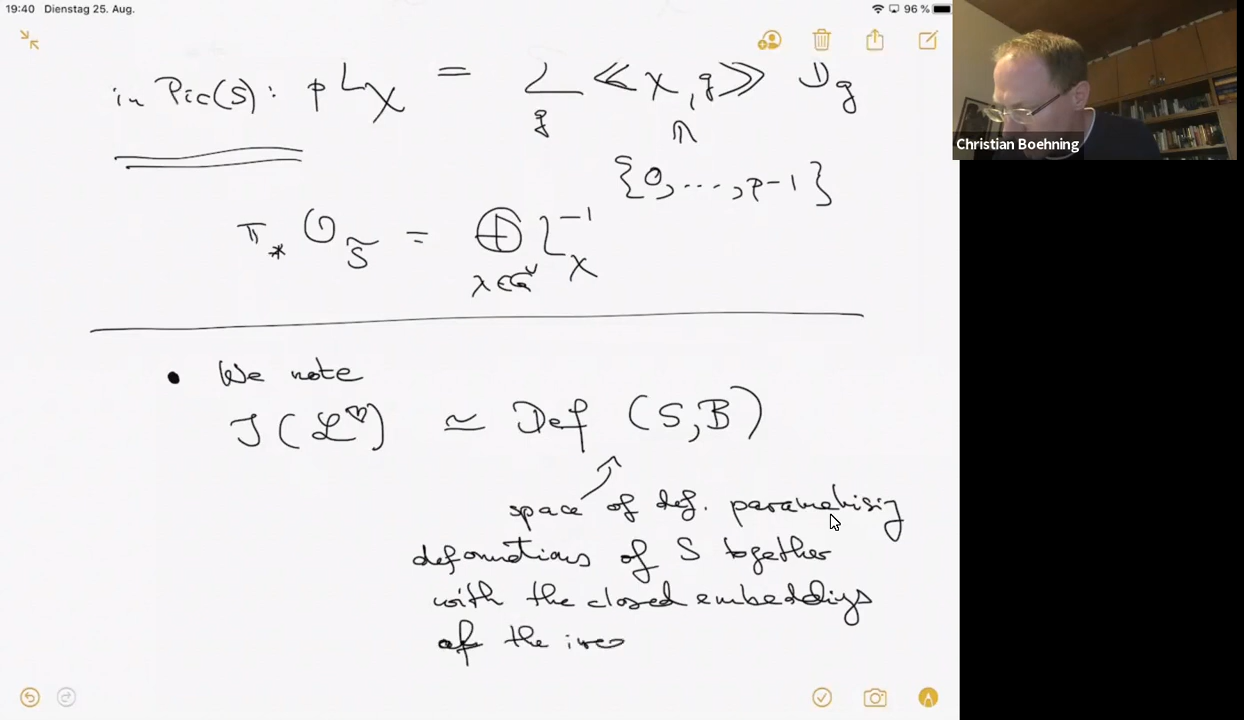 19:40 Dienstag 25. Aug.
96 %
in Pic(S): p L_χ = Σ_g ≪χ, g≫ D_g
∈
{0, ..., p-1}
π_* O_S̃ = ⊕_{χ∈G^∨} L_χ^{-1}
• We note
T(ℒ^♡) ≃ Def (S, B)
space of def. parametrising
deformations of S together
with the closed embeddings
of the irre
Christian Boehning